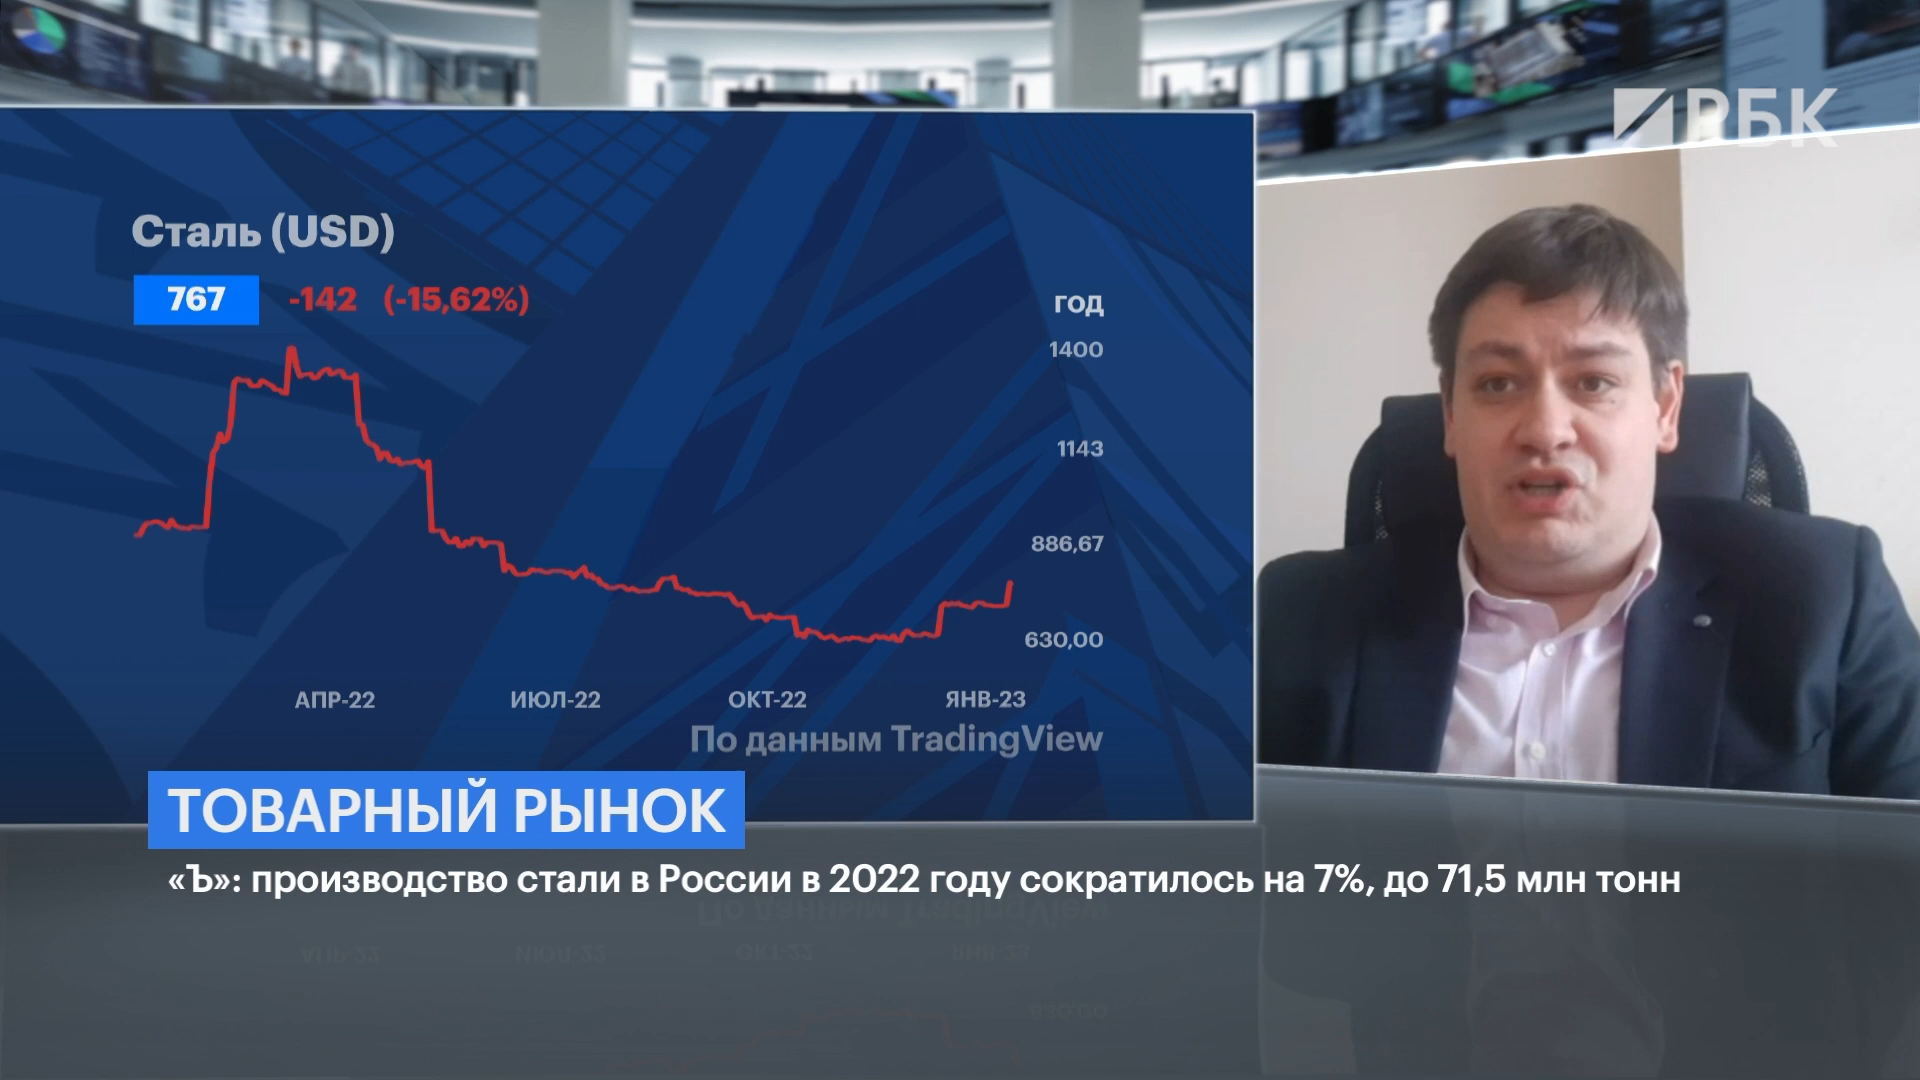 РБК
Сталь (USD)
767 -142 (-15,62%)
ГОД
1400
1143
886,67
630,00
АПР-22 ИЮЛ-22 ОКТ-22 ЯНВ-23
По данным TradingView
ТОВАРНЫЙ РЫНОК
«Ъ»: производство стали в России в 2022 году сократилось на 7%, до 71,5 млн тонн